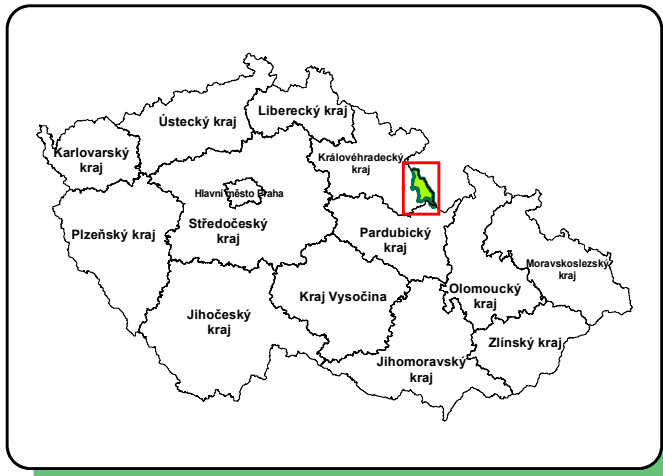 Liberecký kraj
Ústecký kraj
Karlovarský
kraj
Královéhradecký
kraj
Hlavní město Praha
Středočeský
kraj
Plzeňský kraj
Pardubický
kraj
Moravskoslezský
kraj
Olomoucký
kraj
Kraj Vysočina
Jihočeský
kraj
Zlínský kraj
Jihomoravský
kraj